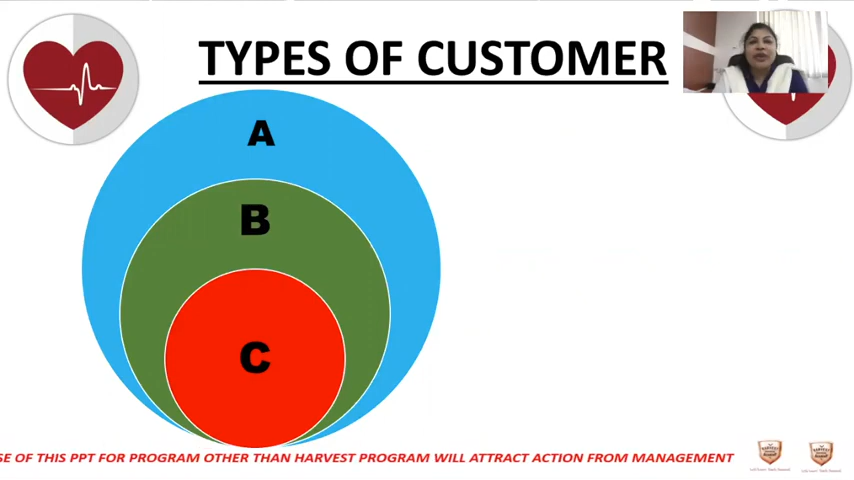 TYPES OF CUSTOMER
A
B
C
SE OF THIS PPT FOR PROGRAM OTHER THAN HARVEST PROGRAM WILL ATTRACT ACTION FROM MANAGEMENT